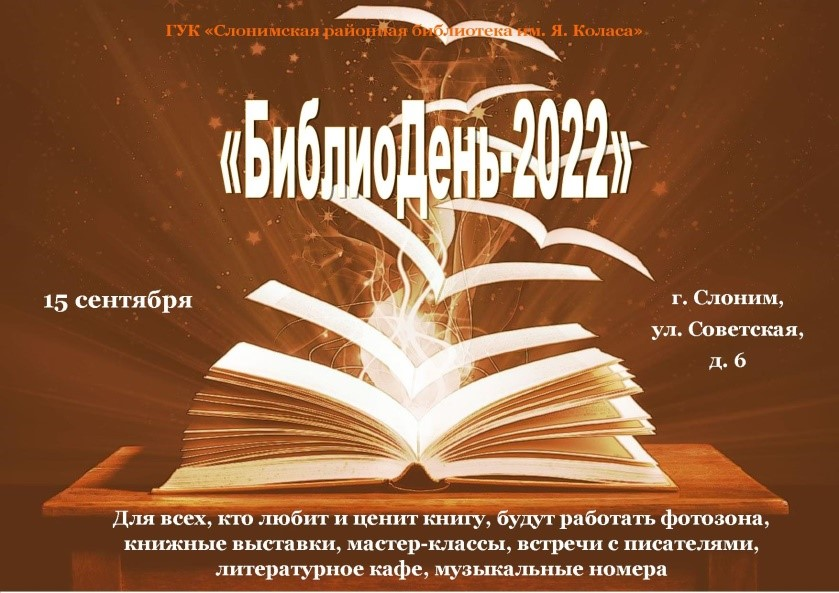 ГУК «Слонимская районная библиотека им. Я. Коласа»
«БиблиоДень-2022»
15 сентября
г. Слоним,
ул. Советская,
д. 6
Для всех, кто любит и ценит книгу, будут работать фотозона,
книжные выставки, мастер-классы, встречи с писателями,
литературное кафе, музыкальные номера